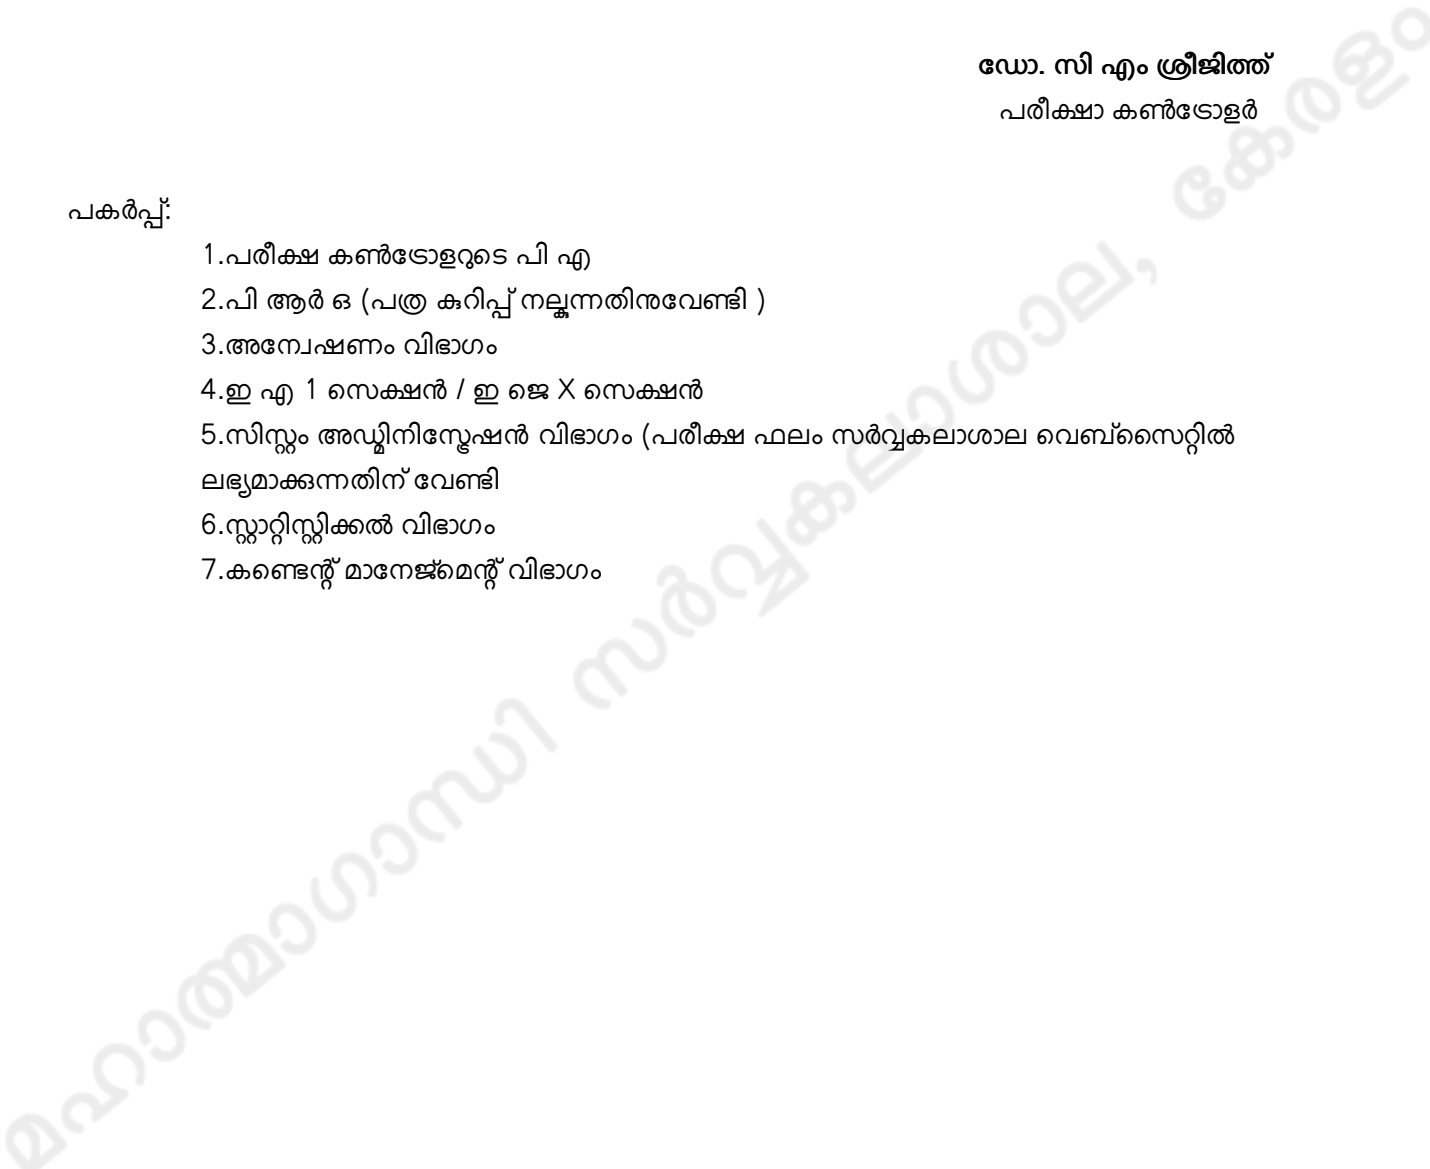 ഡോ. സി എം ശ്രീജിത്ത്
പരീക്ഷാ കൺട്രോളർ
പകർപ്പ്:
1.പരീക്ഷ കൺട്രോളറുടെ പി എ
2.പി ആർ ഒ (പത്ര കുറിപ്പ് നല്കുന്നതിനുവേണ്ടി )
3.അന്വേഷണം വിഭാഗം
4.ഇ എ 1 സെക്ഷൻ / ഇ ജെ X സെക്ഷൻ
5.സിസ്റ്റം അഡ്മിനിസ്ട്രേഷൻ വിഭാഗം (പരീക്ഷ ഫലം സർവ്വകലാശാല വെബ്സൈറ്റിൽ
ലഭ്യമാക്കുന്നതിന് വേണ്ടി
6.സ്റ്റാറ്റിസ്റ്റിക്കൽ വിഭാഗം
7.കണ്ടെന്റ് മാനേജ്മെന്റ് വിഭാഗം
മഹാത്മാഗാന്ധി സർവ്വകലാശാല, കേരളം